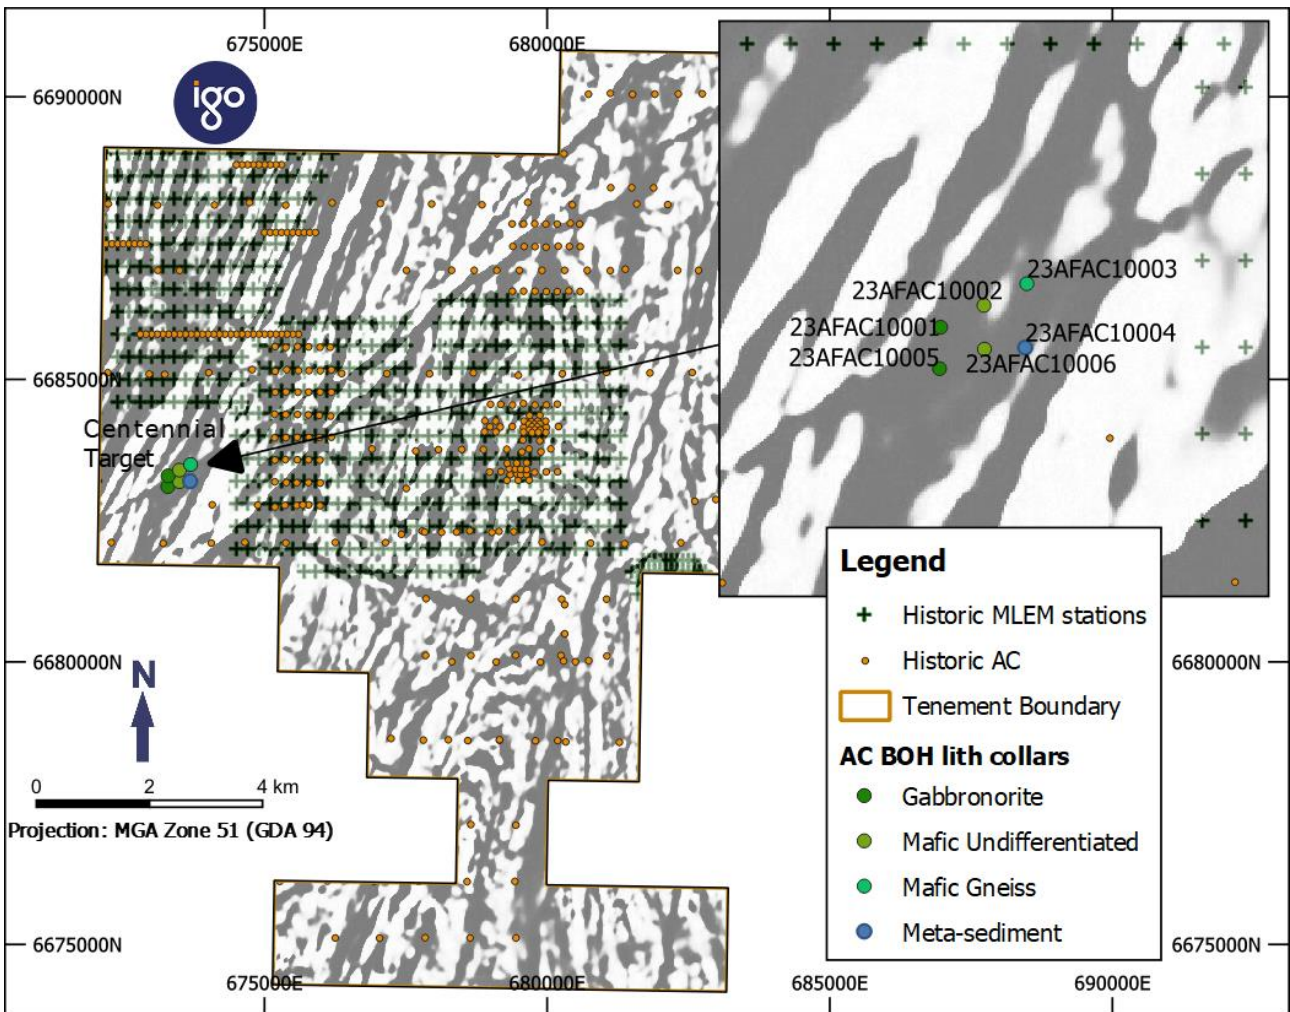 675000E
680000E
igo
6690000N
23AFAC10003
23AFAC10002
23AFAC10001
23AFAC10004
23AFAC10005
23AFAC10006
6685000N
Centennial
Target
Legend
Historic MLEM stations
Historic AC
Tenement Boundary
AC BOH lith collars
Gabbronorite
Mafic Undifferentiated
Mafic Gneiss
Meta-sediment
6680000N
6680000N
N
0 2 4 km
Projection: MGA Zone 51 (GDA 94)
6675000N
6675000N
675000E
680000E
685000E
690000E